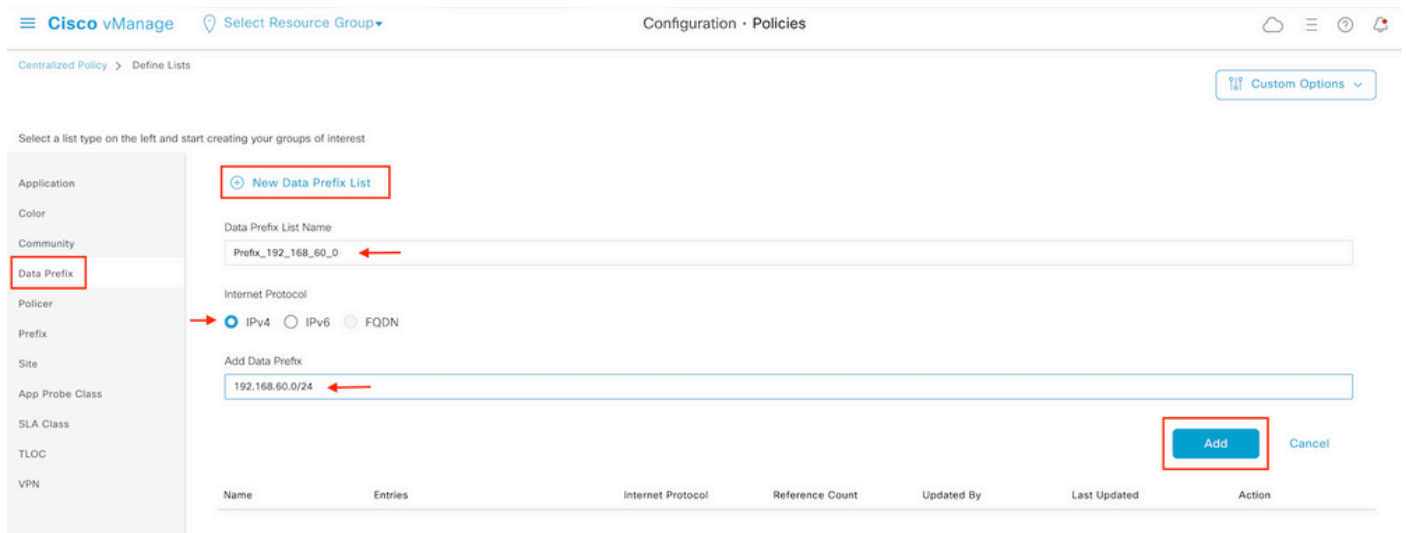 Cisco vManage Select Resource Group Configuration · Policies
Centralized Policy > Define Lists
Custom Options
Select a list type on the left and start creating your groups of interest
Application
Color
Community
Data Prefix
Policer
Prefix
Site
App Probe Class
SLA Class
TLOC
VPN
New Data Prefix List
Data Prefix List Name
Prefix_192_168_60_0
Internet Protocol
IPv4 IPv6 FQDN
Add Data Prefix
192.168.60.0/24
Add Cancel
Name Entries Internet Protocol Reference Count Updated By Last Updated Action